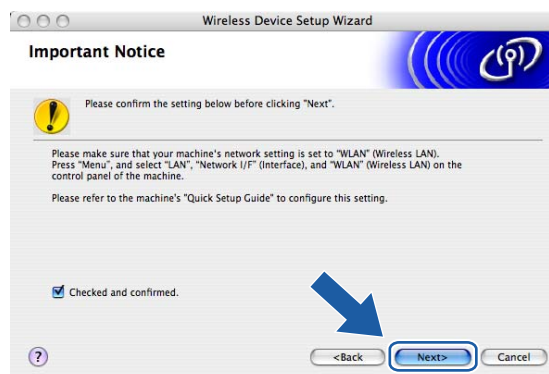 Wireless Device Setup Wizard
Important Notice
Please confirm the setting below before clicking "Next".
Please make sure that your machine's network setting is set to "WLAN" (Wireless LAN).
Press "Menu", and select "LAN", "Network I/F" (Interface), and "WLAN" (Wireless LAN) on the
control panel of the machine.
Please refer to the machine's "Quick Setup Guide" to configure this setting.
Checked and confirmed.
?
<Back
Next>
Cancel